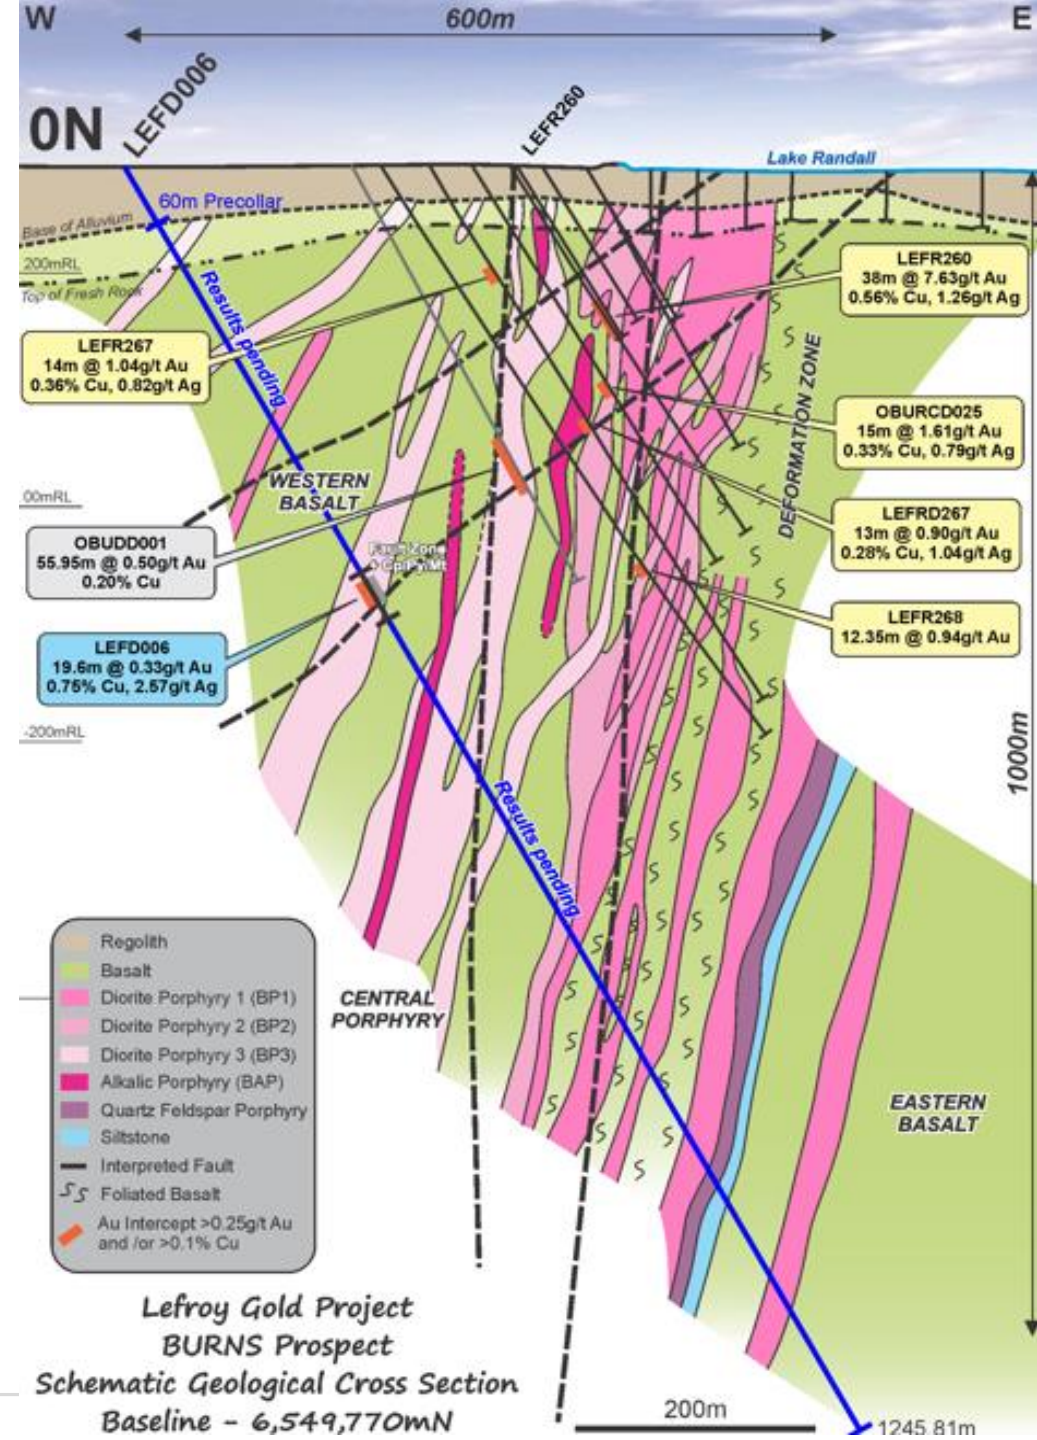 W
600m
E
0N
LEFD006
LEFR260
Lake Randall
60m Precollar
Base of Alluvium
200mRL
Top of Fresh Rock
Results pending
LEFR260
38m @ 7.63g/t Au
0.56% Cu, 1.26g/t Ag
LEFR267
14m @ 1.04g/t Au
0.36% Cu, 0.82g/t Ag
DEFORMATION ZONE
OBURCD025
15m @ 1.61g/t Au
0.33% Cu, 0.79g/t Ag
WESTERN
BASALT
00mRL
LEFRD267
13m @ 0.90g/t Au
0.28% Cu, 1.04g/t Ag
OBUDD001
55.95m @ 0.50g/t Au
0.20% Cu
Fault Zone
+ Cp/Py/Mt
LEFR268
12.35m @ 0.94g/t Au
LEFD006
19.6m @ 0.33g/t Au
0.75% Cu, 2.57g/t Ag
-200mRL
1000m
Results pending
CENTRAL
PORPHYRY
EASTERN
BASALT
Regolith
Basalt
Diorite Porphyry 1 (BP1)
Diorite Porphyry 2 (BP2)
Diorite Porphyry 3 (BP3)
Alkalic Porphyry (BAP)
Quartz Feldspar Porphyry
Siltstone
Interpreted Fault
Foliated Basalt
Au Intercept >0.25g/t Au
and /or >0.1% Cu
Lefroy Gold Project
BURNS Prospect
Schematic Geological Cross Section
Baseline - 6,549,770mN
200m
1245.81m